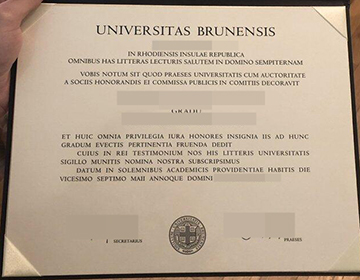 UNIVERSITAS BRUNENSIS
IN RHODIENSIS INSULAE REPUBLICA
OMNIBUS HAS LITTERAS LECTURIS SALUTEM IN DOMINO SEMPITERNAM
VOBIS NOTUM SIT QUOD PRAESES UNIVERSITATIS CUM AUCTORITATE
A SOCIIS HONORANDIS EI COMMISSA PUBLICIS IN COMITIIS DECORAVIT
GRADU
ET HUIC OMNIA PRIVILEGIA IURA HONORES INSIGNIA IIS AD HUNC
GRADUM EVECTIS PERTINENTIA FRUENDA DEDIT
CUIUS IN REI TESTIMONIUM NOS HIS LITTERIS UNIVERSITATIS
SIGILLO MUNITIS NOMINA NOSTRA SUBSCRIPSIMUS
DATUM IN SOLEMNIBUS ACADEMICIS PROVIDENTIAE HABITIS DIE
VICESIMO SEPTIMO MAII ANNOQUE DOMINI
SECRETARIUS
PRAESES